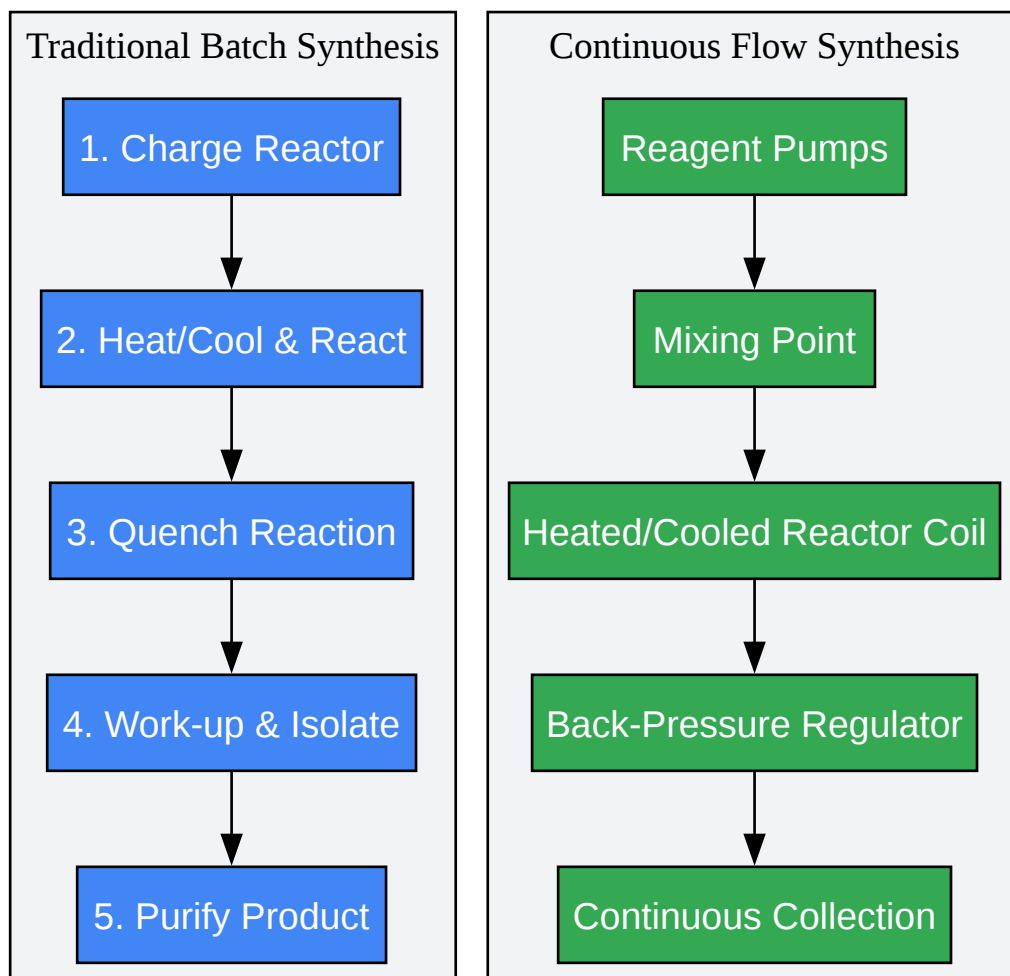 Traditional Batch Synthesis
1. Charge Reactor
2. Heat/Cool & React
3. Quench Reaction
4. Work-up & Isolate
5. Purify Product
Continuous Flow Synthesis
Reagent Pumps
Mixing Point
Heated/Cooled Reactor Coil
Back-Pressure Regulator
Continuous Collection